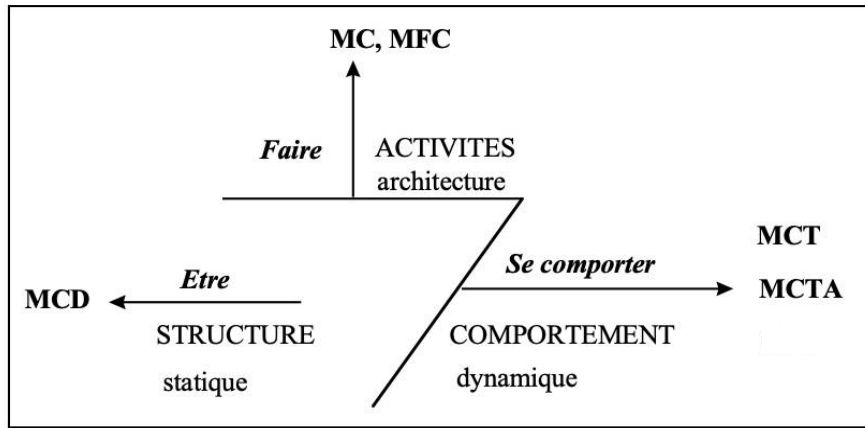 MC, MFC
Faire
ACTIVITES
architecture
MCT
Se comporter
MCTA
Etre
MCD
STRUCTURE
statique
COMPORTEMENT
dynamique